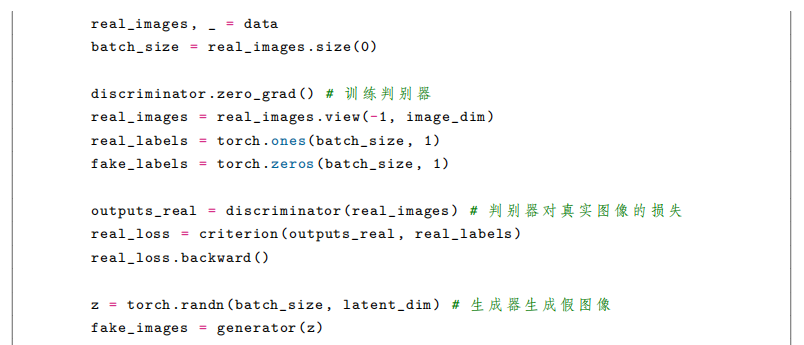 real_images, _ = data
batch_size = real_images.size(0)
discriminator.zero_grad() # 训练判别器
real_images = real_images.view(-1, image_dim)
real_labels = torch.ones(batch_size, 1)
fake_labels = torch.zeros(batch_size, 1)
outputs_real = discriminator(real_images) # 判别器对真实图像的损失
real_loss = criterion(outputs_real, real_labels)
real_loss.backward()
z = torch.randn(batch_size, latent_dim) # 生成器生成假图像
fake_images = generator(z)